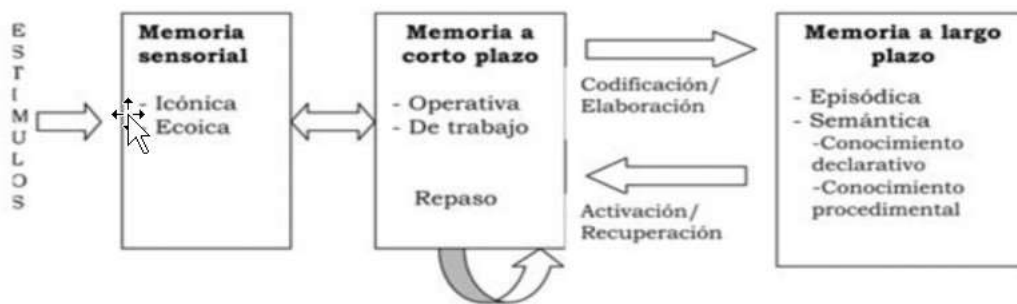 ESTÍMULOS
Memoria
sensorial
- Icónica
Ecoica
Memoria a
corto plazo
- Operativa
- De trabajo
Repaso
Codificación/
Elaboración
Activación/
Recuperación
Memoria a largo
plazo
- Episódica
- Semántica
-Conocimiento
declarativo
-Conocimiento
procedimental